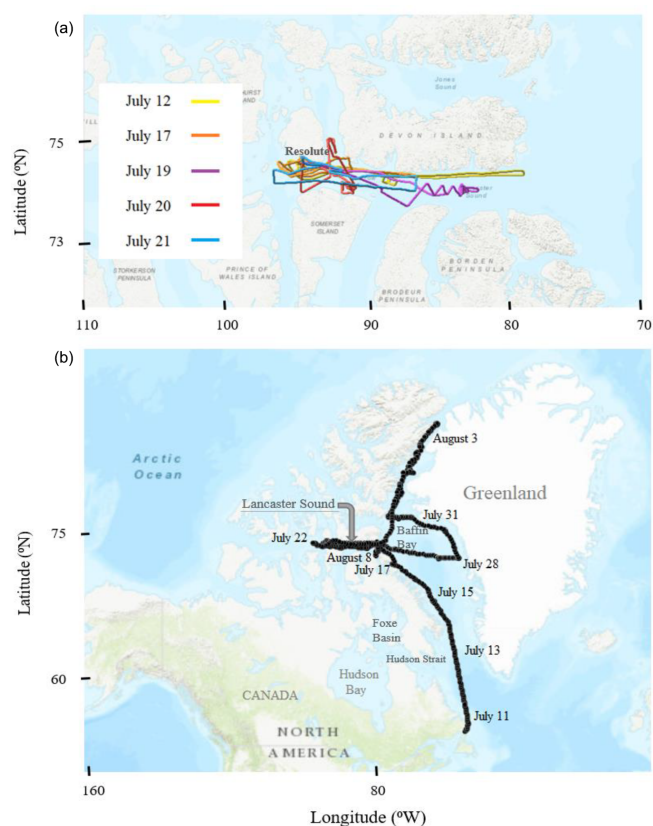 (a)
July 12
July 17
July 19
July 20
July 21
Resolute
Jones
Sound
DEVON ISLAND
Sound
SOMERSET
ISLAND
STORKERSON
PENINSULA
PRINCE OF
WALES ISLAND
BRODEUR
PENINSULA
BORDEN
PENINSULA
Latitude (ºN)
75
73
110
100
90
80
70
(b)
Arctic
Ocean
Greenland
August 3
Lancaster Sound
July 31
Baffin
Bay
July 22
August 8
July 28
July 17
July 15
Foxe
Basin
July 13
Hudson Strait
Hudson
Bay
CANADA
July 11
NORTH
AMERICA
Latitude (ºN)
75
60
160
80
Longitude (ºW)